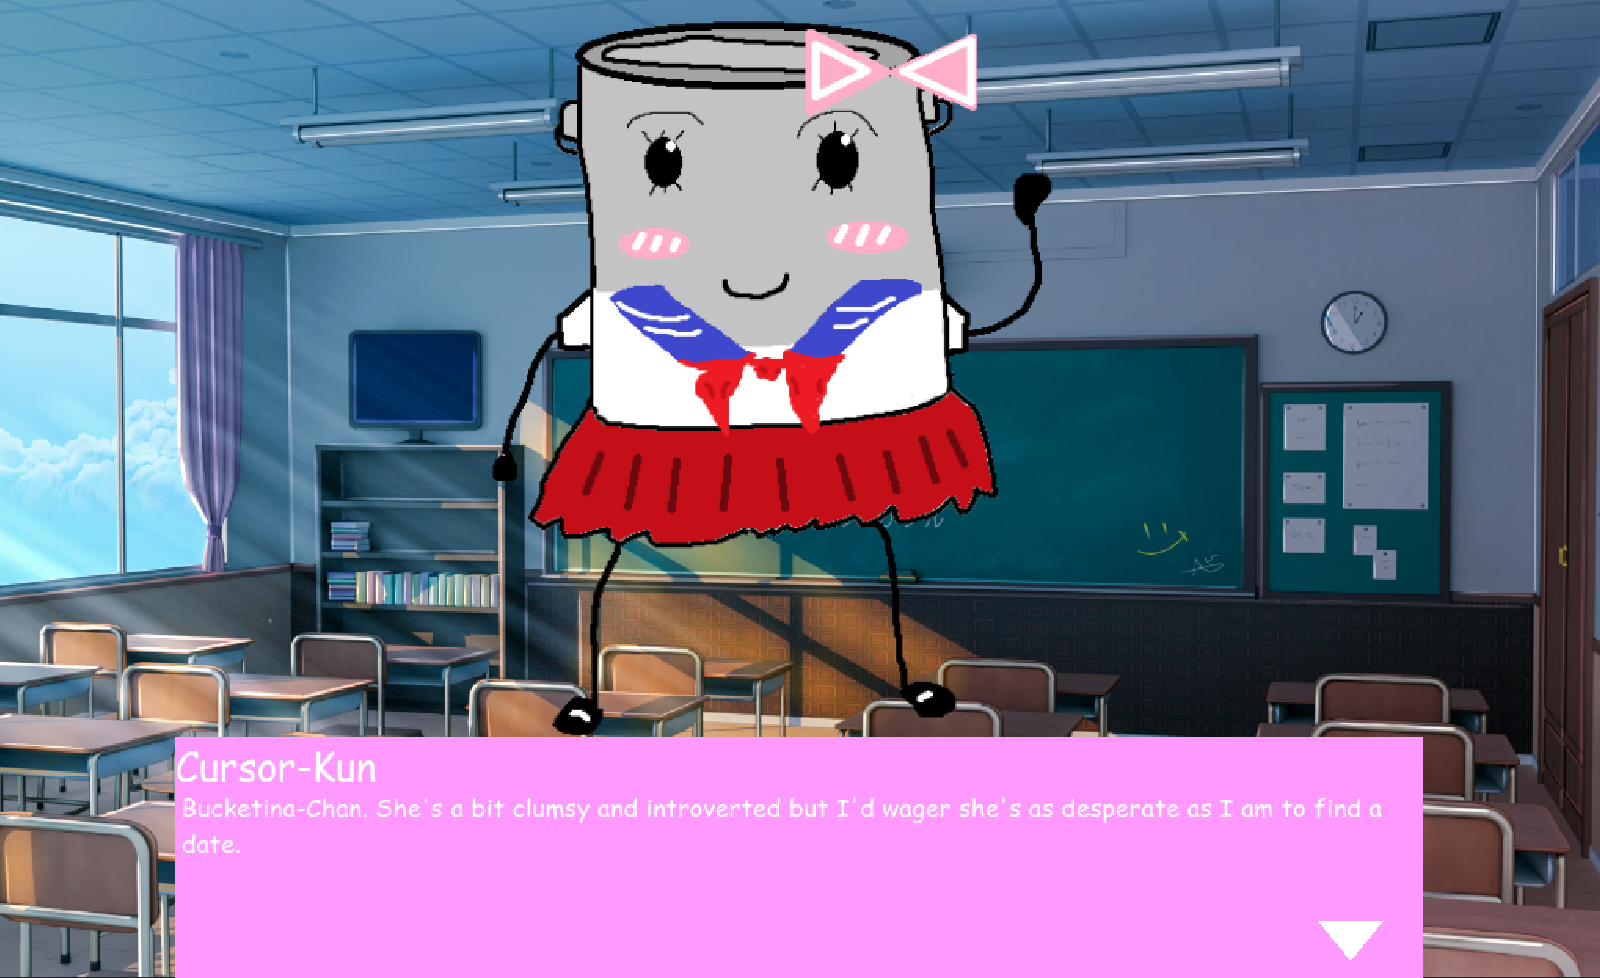 Cursor-Kun
Bucketina-Chan. She's a bit clumsy and introverted but I'd wager she's as desperate as I am to find a
date.